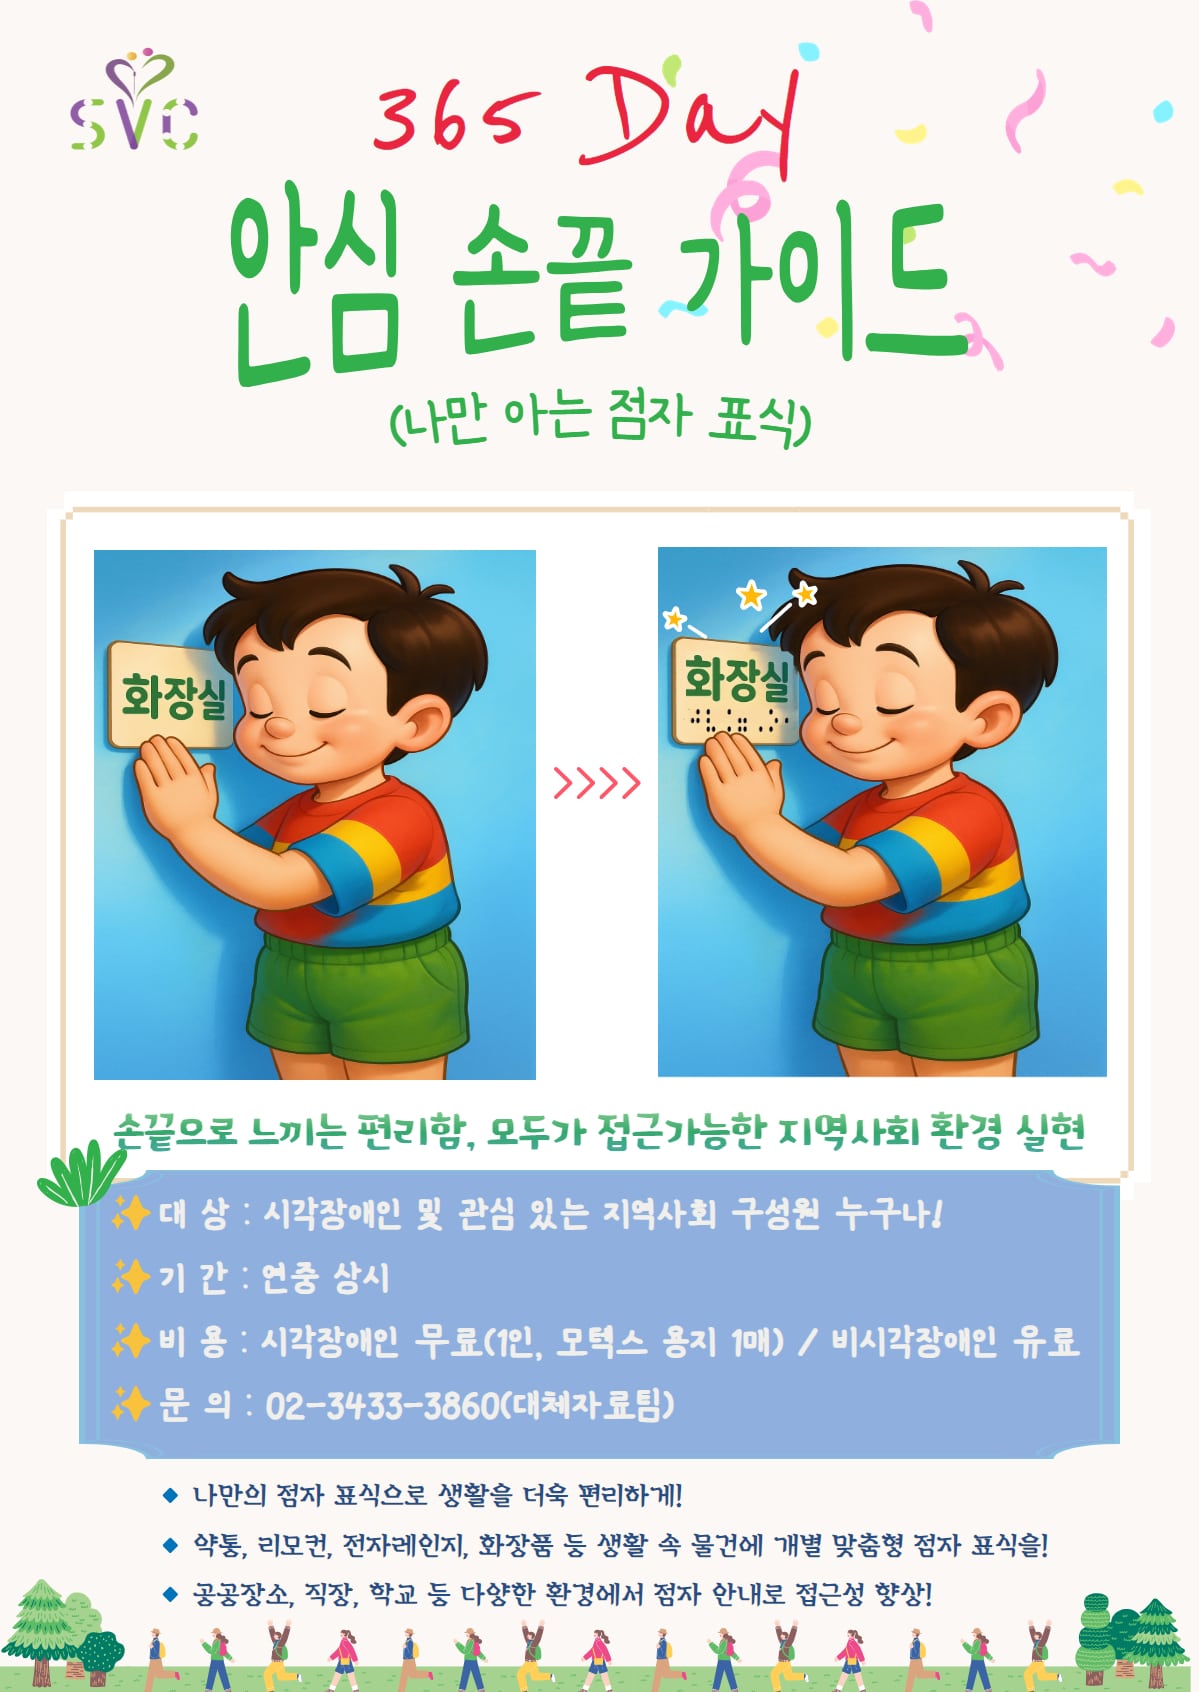 SVC
365 Day
안심 손끝 가이드
(나만 아는 점자 표식)
화장실
화장실
손끝으로 느끼는 편리함, 모두가 접근가능한 지역사회 환경 실현
대 상 : 시각장애인 및 관심 있는 지역사회 구성원 누구나!
기 간 : 연중 상시
비 용 : 시각장애인 무료(1인, 모텍스 용지 1매) / 비시각장애인 유료
문 의 : 02-3433-3860(대체자료팀)
나만의 점자 표식으로 생활을 더욱 편리하게!
약통, 리모컨, 전자레인지, 화장품 등 생활 속 물건에 개별 맞춤형 점자 표식을!
공공장소, 직장, 학교 등 다양한 환경에서 점자 안내로 접근성 향상!